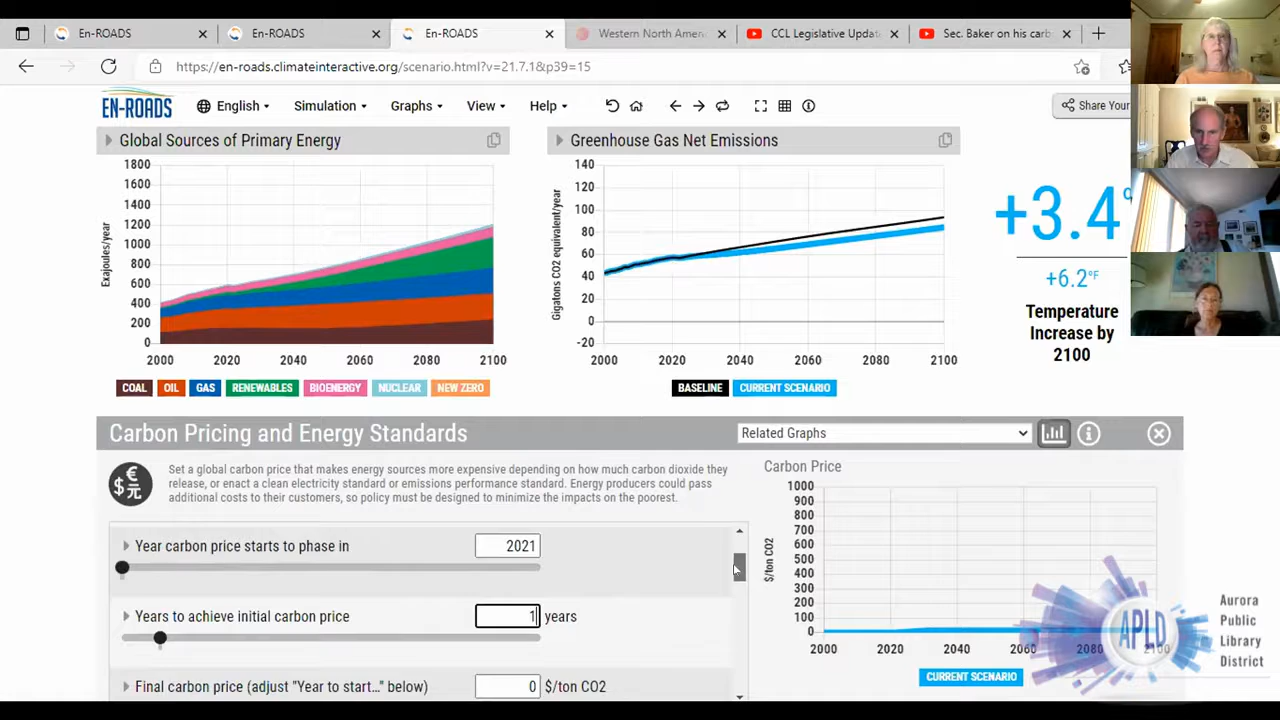 En-ROADS
En-ROADS
En-ROADS
Western North Amer
CCL Legislative Updat
Sec. Baker on his carb
https://en-roads.climateinteractive.org/scenario.html?v=21.7.1&p39=15
EN-ROADS
English
Simulation
Graphs
View
Help
Share Your
Global Sources of Primary Energy
Exajoules/year
1800
1600
1400
1200
1000
800
600
400
200
0
2000 2020 2040 2060 2080 2100
COAL OIL GAS RENEWABLES BIOENERGY NUCLEAR NEW ZERO
Greenhouse Gas Net Emissions
Gigatons CO2 equivalent/year
140
120
100
80
60
40
20
0
-20
2000 2020 2040 2060 2080 2100
BASELINE CURRENT SCENARIO
+3.4°
+6.2°F
Temperature
Increase by
2100
Carbon Pricing and Energy Standards
Related Graphs
$ € 元
Set a global carbon price that makes energy sources more expensive depending on how much carbon dioxide they
release, or enact a clean electricity standard or emissions performance standard. Energy producers could pass
additional costs to their customers, so policy must be designed to minimize the impacts on the poorest.
Year carbon price starts to phase in 2021
Years to achieve initial carbon price 1 years
Final carbon price (adjust "Year to start..." below) 0 $/ton CO2
Carbon Price
$/ton CO2
1000
900
800
700
600
500
400
300
200
100
0
2000 2020 2040 2060 2080 2100
CURRENT SCENARIO
APLD
Aurora
Public
Library
District